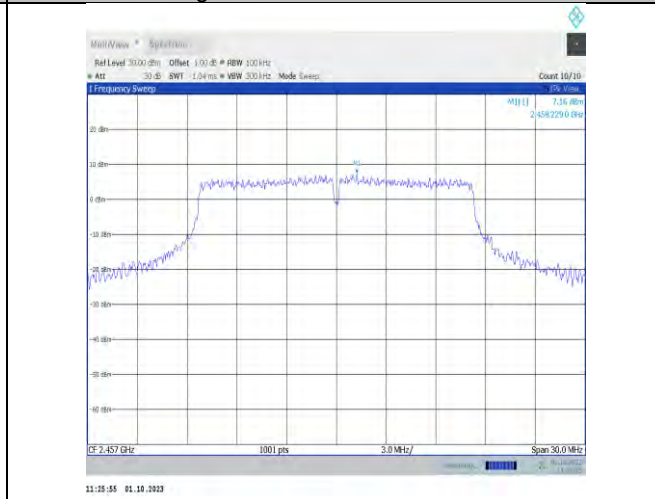 MultiView Spectrum
Ref Level 30.00 dBm Offset 1.00 dB RBW 100 kHz
Att 30 dB SWT 1.04 ms VBW 300 kHz Mode Sweep Count 10/10
1 Frequency Sweep 1Pk View
M1[1] 7.16 dBm
2.4582290 GHz
20 dBm
10 dBm
M1
0 dBm
-10 dBm
-20 dBm
-30 dBm
-40 dBm
-50 dBm
-60 dBm
CF 2.457 GHz 1001 pts 3.0 MHz/ Span 30.0 MHz
11:25:55 01.10.2023